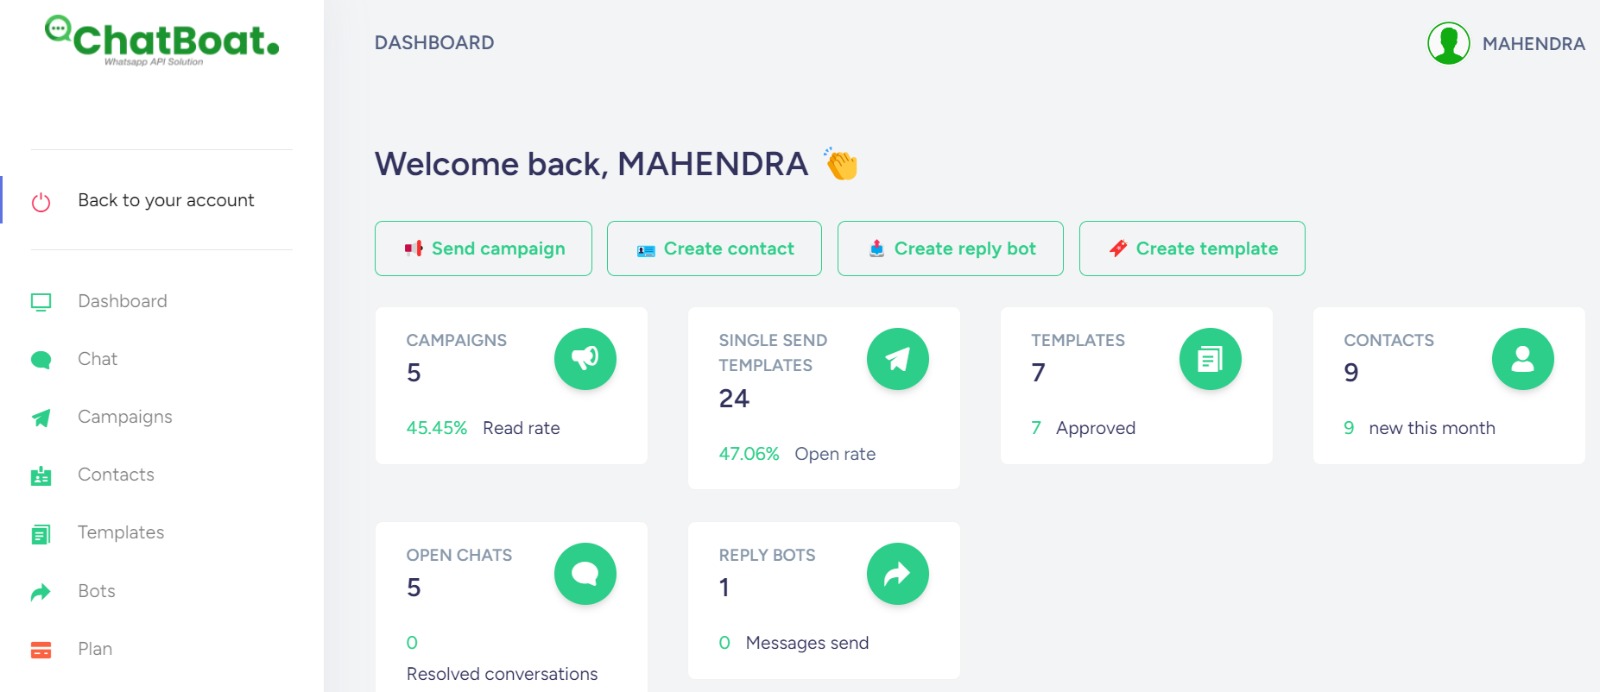 ChatBoat.
Whatsapp API Solution
Back to your account
Dashboard
Chat
Campaigns
Contacts
Templates
Bots
Plan
DASHBOARD
MAHENDRA
Welcome back, MAHENDRA 👏
Send campaign
Create contact
Create reply bot
Create template
CAMPAIGNS
5
45.45% Read rate
SINGLE SEND
TEMPLATES
24
47.06% Open rate
TEMPLATES
7
7 Approved
CONTACTS
9
9 new this month
OPEN CHATS
5
0
Resolved conversations
REPLY BOTS
1
0 Messages send